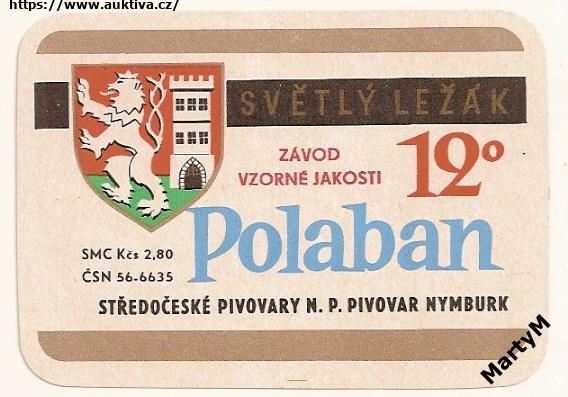 https://www.auktiva.cz/
SVĚTLÝ LEŽÁK
ZÁVOD
VZORNÉ JAKOSTI
12°
Polaban
SMC Kčs 2,80
ČSN 56-6635
STŘEDOČESKÉ PIVOVARY N. P. PIVOVAR NYMBURK
MartyM